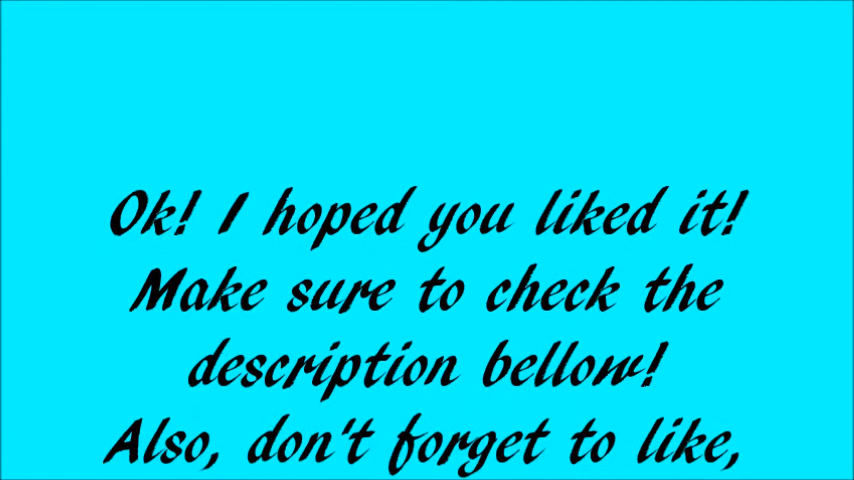 Ok! I hoped you liked it!
Make sure to check the
description bellow!
Also, don't forget to like,